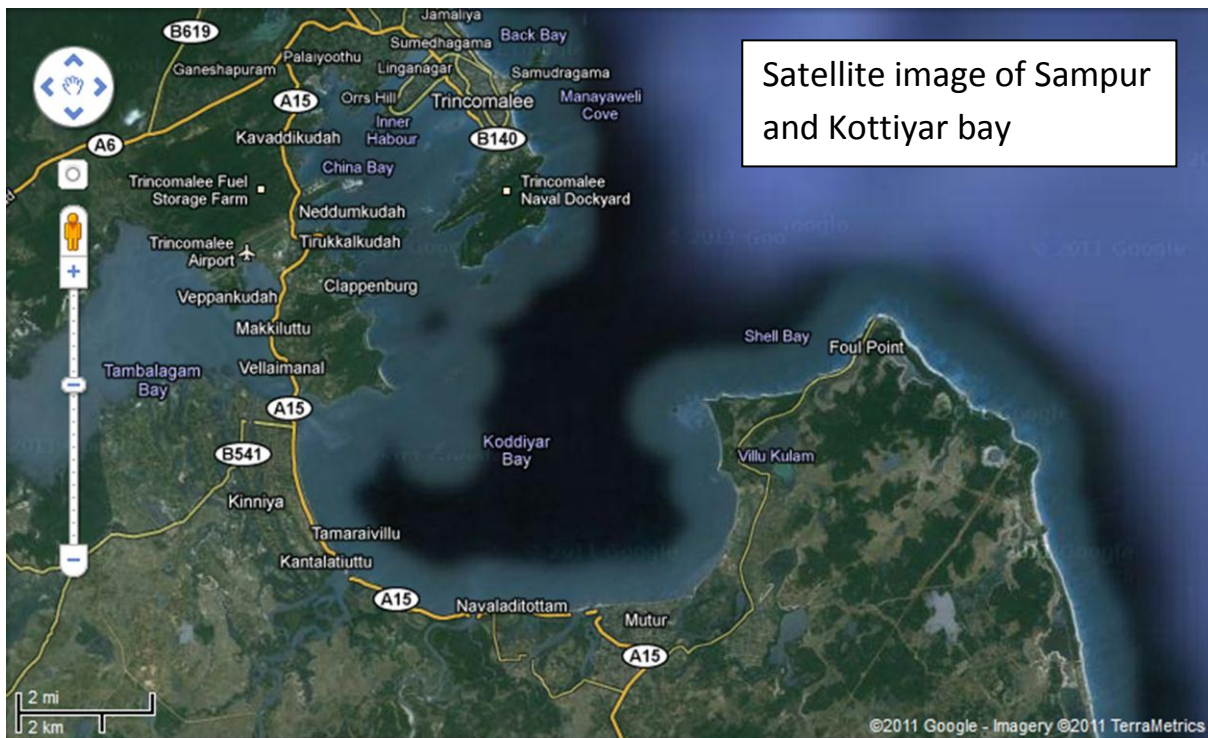 Jamaliya
B619
Back Bay
Sumedhagama
Palaiyoothu
Ganeshapuram
Linganagar
Samudragama
A15
Orrs Hill
Trincomalee
Manayaweli
Cove
Inner
Habour
Kavaddikudah
B140
A6
China Bay
Trincomalee Fuel
Storage Farm
Trincomalee
Naval Dockyard
Neddumkudah
Tirukkalkudah
Trincomalee
Airport
Clappenburg
Veppankudah
Makkiluttu
Shell Bay
Foul Point
Vellaimanal
Tambalagam
Bay
A15
Koddiyar
Bay
B541
Villu Kulam
Kinniya
Tamaraivillu
Kantalatiuttu
A15
Navaladitottam
Mutur
A15
Satellite image of Sampur
and Kottiyar bay
2 mi
2 km
©2011 Google - Imagery ©2011 TerraMetrics